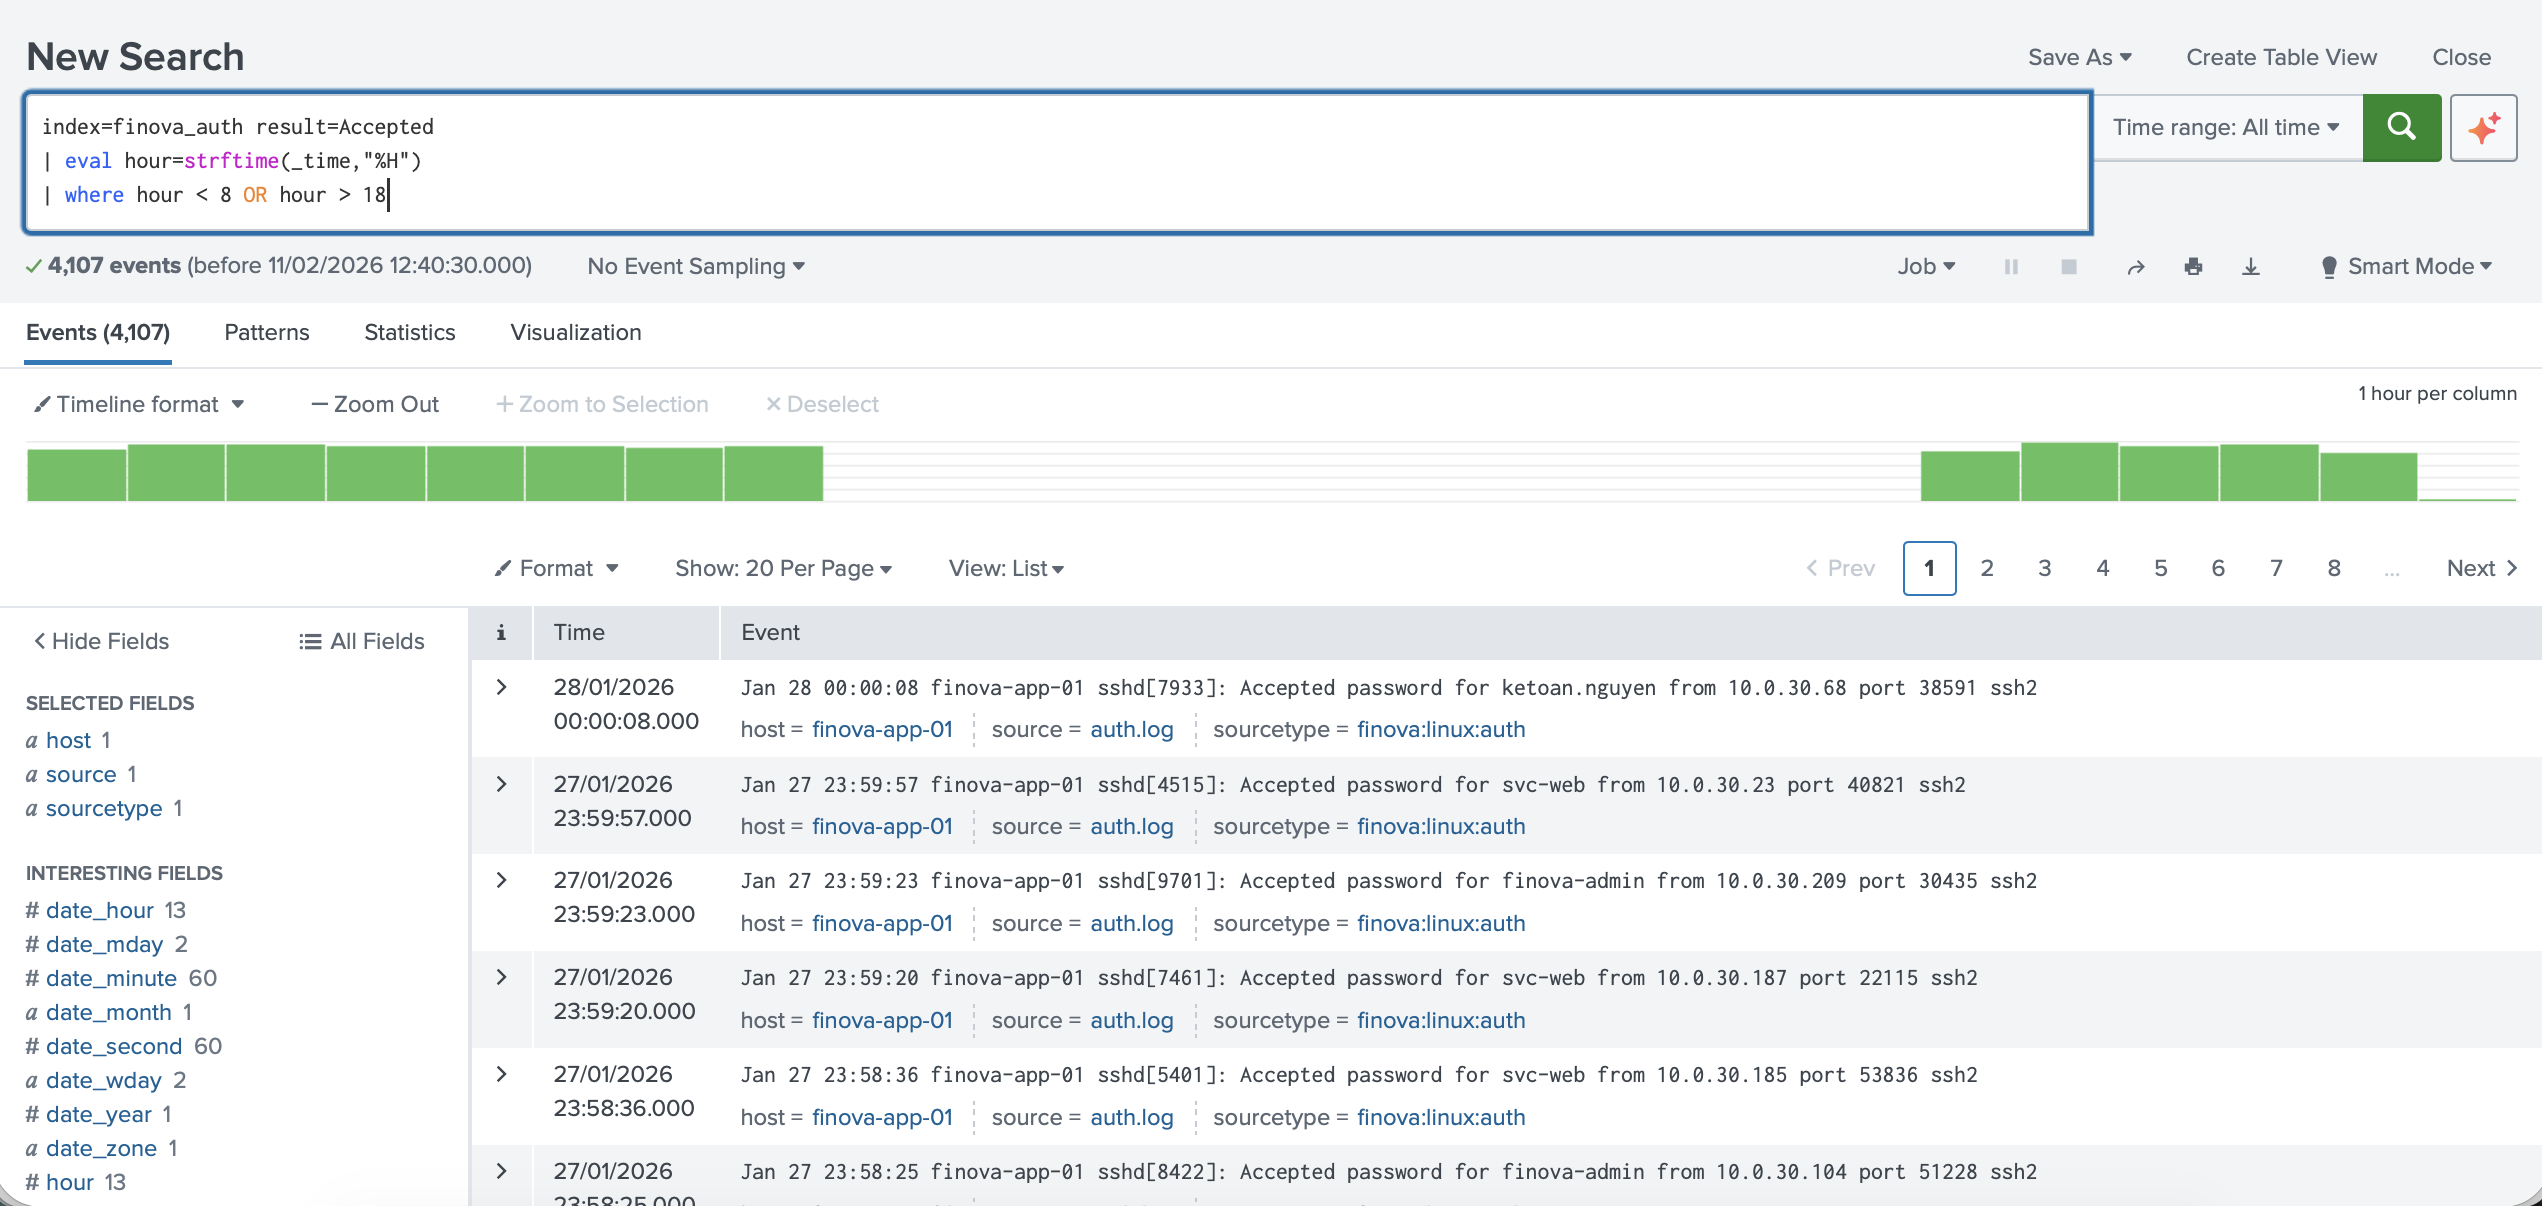 New Search
Save As
Create Table View
Close
index=finova_auth result=Accepted
| eval hour=strftime(_time,"%H")
| where hour < 8 OR hour > 18
Time range: All time
4,107 events (before 11/02/2026 12:40:30.000)
No Event Sampling
Job
Smart Mode
Events (4,107)
Patterns
Statistics
Visualization
Timeline format
Zoom Out
Zoom to Selection
Deselect
1 hour per column
Format
Show: 20 Per Page
View: List
Prev
1
2
3
4
5
6
7
8
...
Next
Hide Fields
All Fields
SELECTED FIELDS
a host 1
a source 1
a sourcetype 1
INTERESTING FIELDS
# date_hour 13
# date_mday 2
# date_minute 60
a date_month 1
# date_second 60
a date_wday 2
# date_year 1
a date_zone 1
# hour 13
i
Time
Event
28/01/2026
00:00:08.000
Jan 28 00:00:08 finova-app-01 sshd[7933]: Accepted password for ketoan.nguyen from 10.0.30.68 port 38591 ssh2
host = finova-app-01
source = auth.log
sourcetype = finova:linux:auth
27/01/2026
23:59:57.000
Jan 27 23:59:57 finova-app-01 sshd[4515]: Accepted password for svc-web from 10.0.30.23 port 40821 ssh2
host = finova-app-01
source = auth.log
sourcetype = finova:linux:auth
27/01/2026
23:59:23.000
Jan 27 23:59:23 finova-app-01 sshd[9701]: Accepted password for finova-admin from 10.0.30.209 port 30435 ssh2
host = finova-app-01
source = auth.log
sourcetype = finova:linux:auth
27/01/2026
23:59:20.000
Jan 27 23:59:20 finova-app-01 sshd[7461]: Accepted password for svc-web from 10.0.30.187 port 22115 ssh2
host = finova-app-01
source = auth.log
sourcetype = finova:linux:auth
27/01/2026
23:58:36.000
Jan 27 23:58:36 finova-app-01 sshd[5401]: Accepted password for svc-web from 10.0.30.185 port 53836 ssh2
host = finova-app-01
source = auth.log
sourcetype = finova:linux:auth
27/01/2026
23:58:25.000
Jan 27 23:58:25 finova-app-01 sshd[8422]: Accepted password for finova-admin from 10.0.30.104 port 51228 ssh2